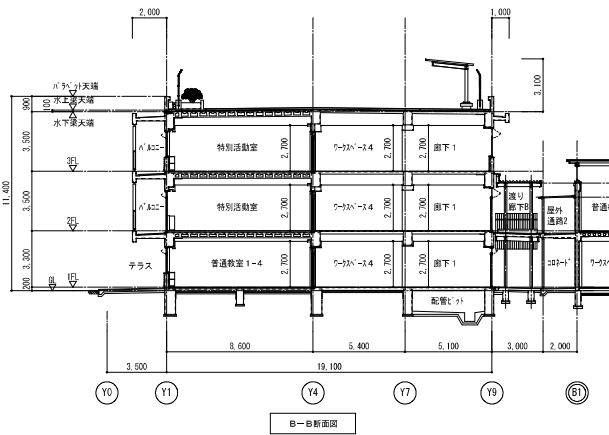 2,000
1,000
パラペット天端
水上梁天端
水下梁天端
900
100
3,100
バルコニー
特別活動室
2,700
ワークスペース4
2,700
廊下1
3,500
3FL
11,400
バルコニー
特別活動室
2,700
ワークスペース4
2,700
廊下1
渡り
廊下B
屋外
通路2
普通
3,500
2FL
テラス
普通教室1-4
2,700
ワークスペース4
2,700
廊下1
コロネード
ワークスペ
3,300
GL
1FL
200
配管ピット
8,600
5,400
5,100
3,000
2,000
3,500
19,100
Y0
Y1
Y4
Y7
Y9
B1
B-B断面図